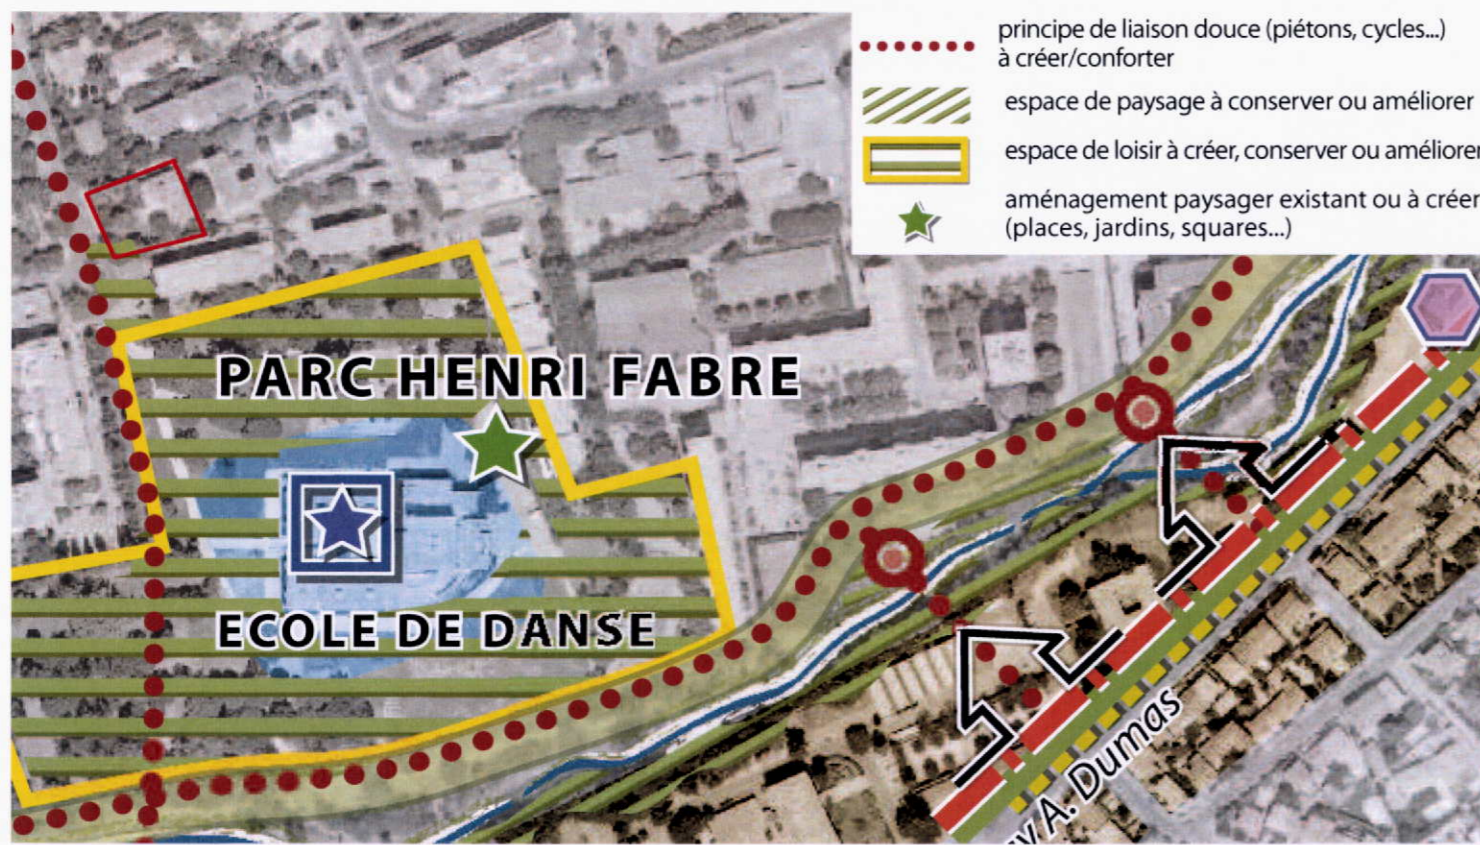 principe de liaison douce (piétons, cycles...)
à créer/conforter
espace de paysage à conserver ou améliorer
espace de loisir à créer, conserver ou améliorer
aménagement paysager existant ou à créer
(places, jardins, squares...)
PARC HENRI FABRE
ECOLE DE DANSE
A. Dumas